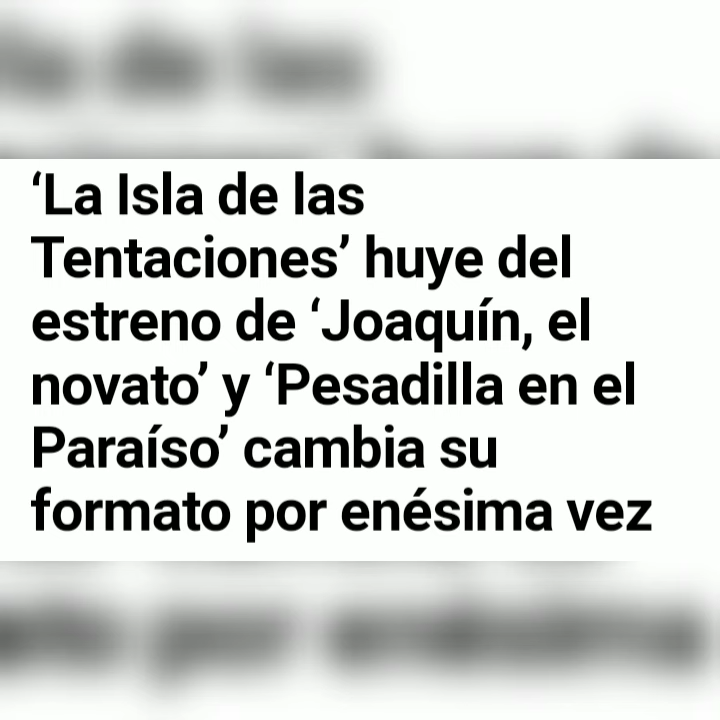 ‘La Isla de las
Tentaciones’ huye del
estreno de ‘Joaquín, el
novato’ y ‘Pesadilla en el
Paraíso’ cambia su
formato por enésima vez